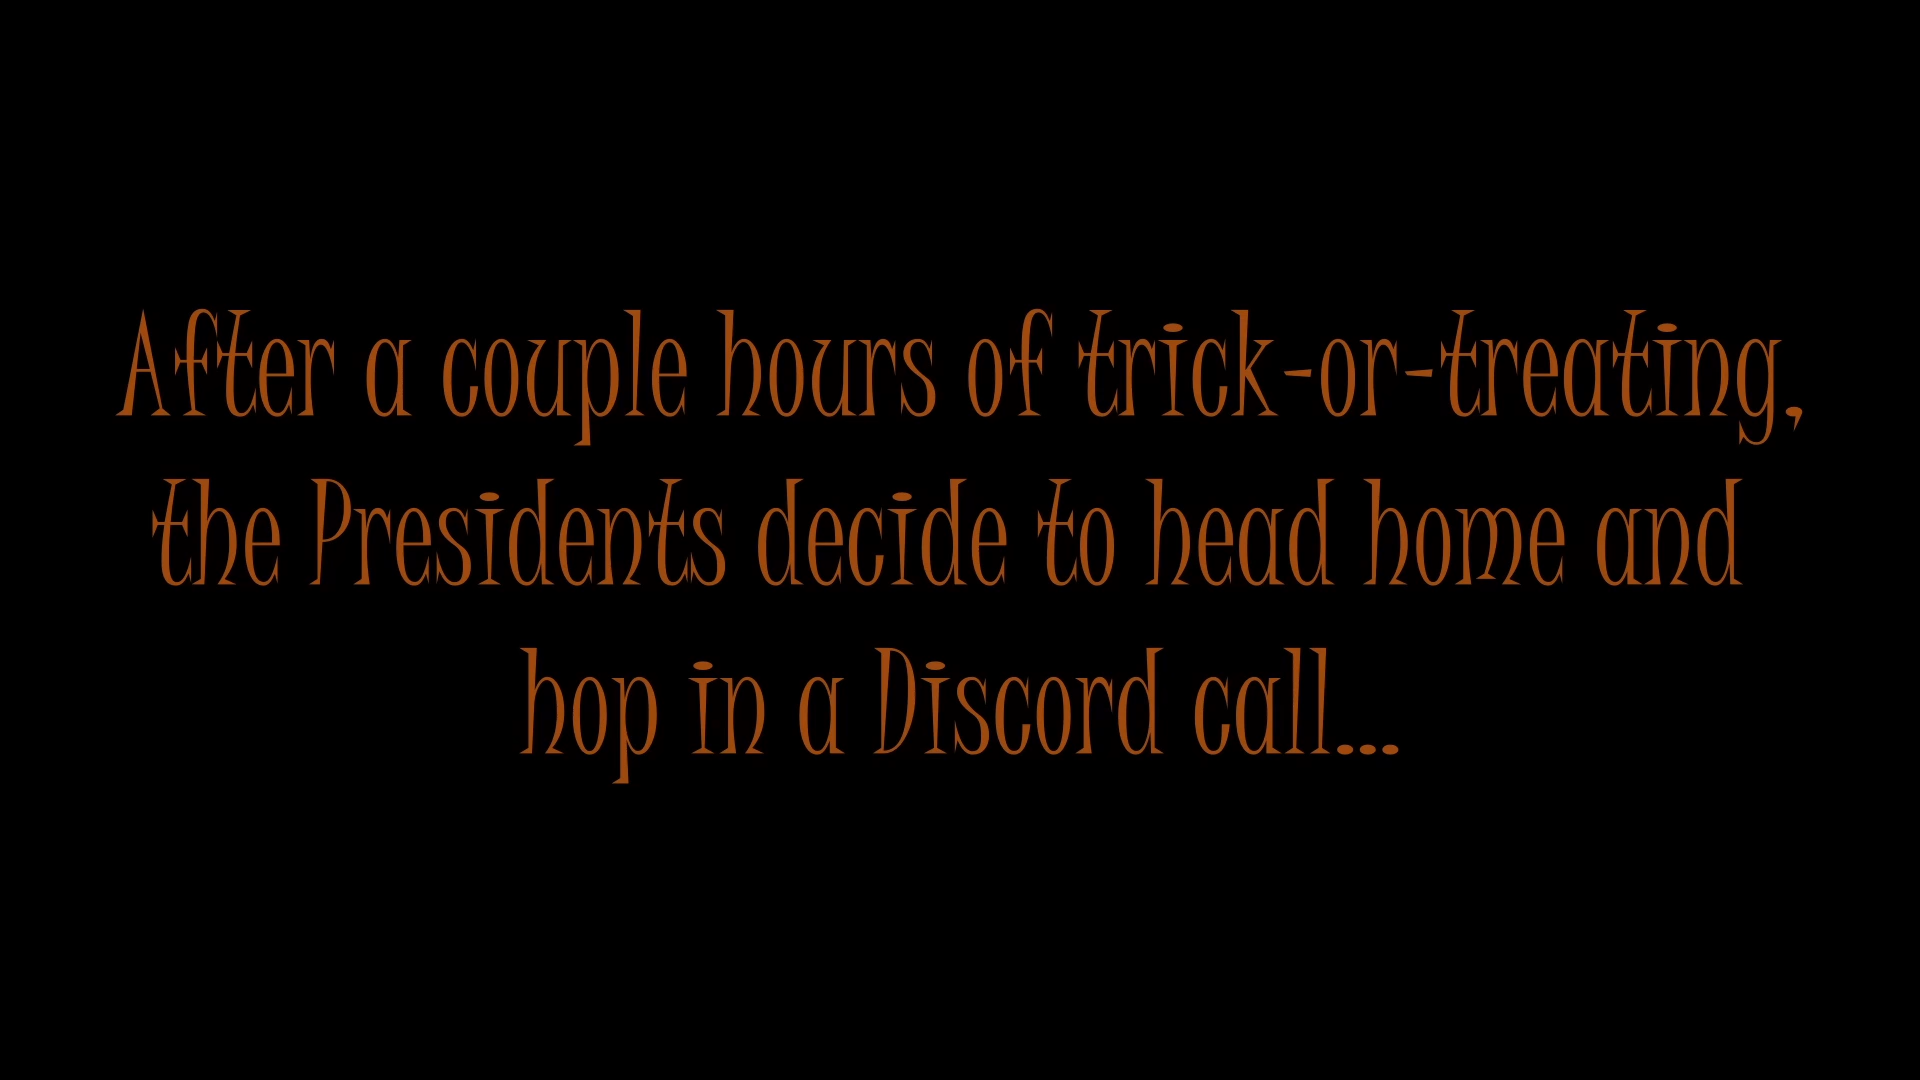 After a couple hours of trick-or-treating,
the Presidents decide to head home and
hop in a Discord call...